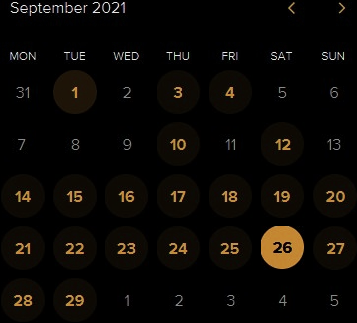 September 2021
MON TUE WED THU FRI SAT SUN
31 1 2 3 4 5 6
7 8 9 10 11 12 13
14 15 16 17 18 19 20
21 22 23 24 25 26 27
28 29 1 2 3 4 5